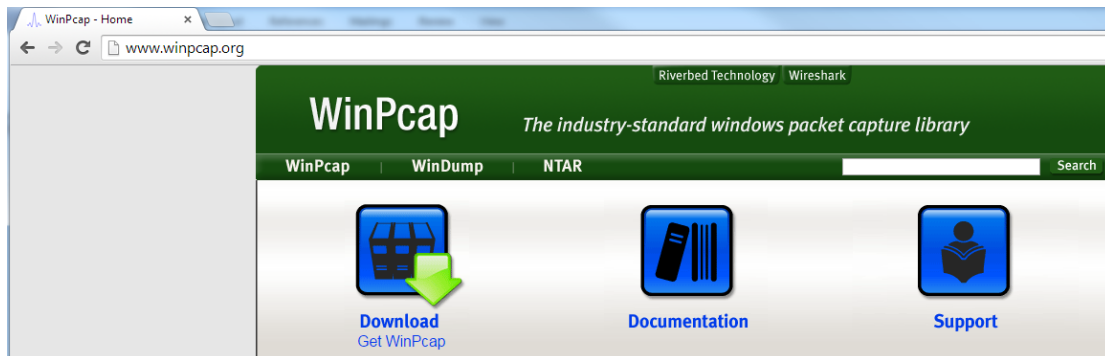 WinPcap - Home
www.winpcap.org
Riverbed Technology Wireshark
WinPcap
The industry-standard windows packet capture library
WinPcap | WinDump | NTAR
Search
Download
Get WinPcap
Documentation
Support